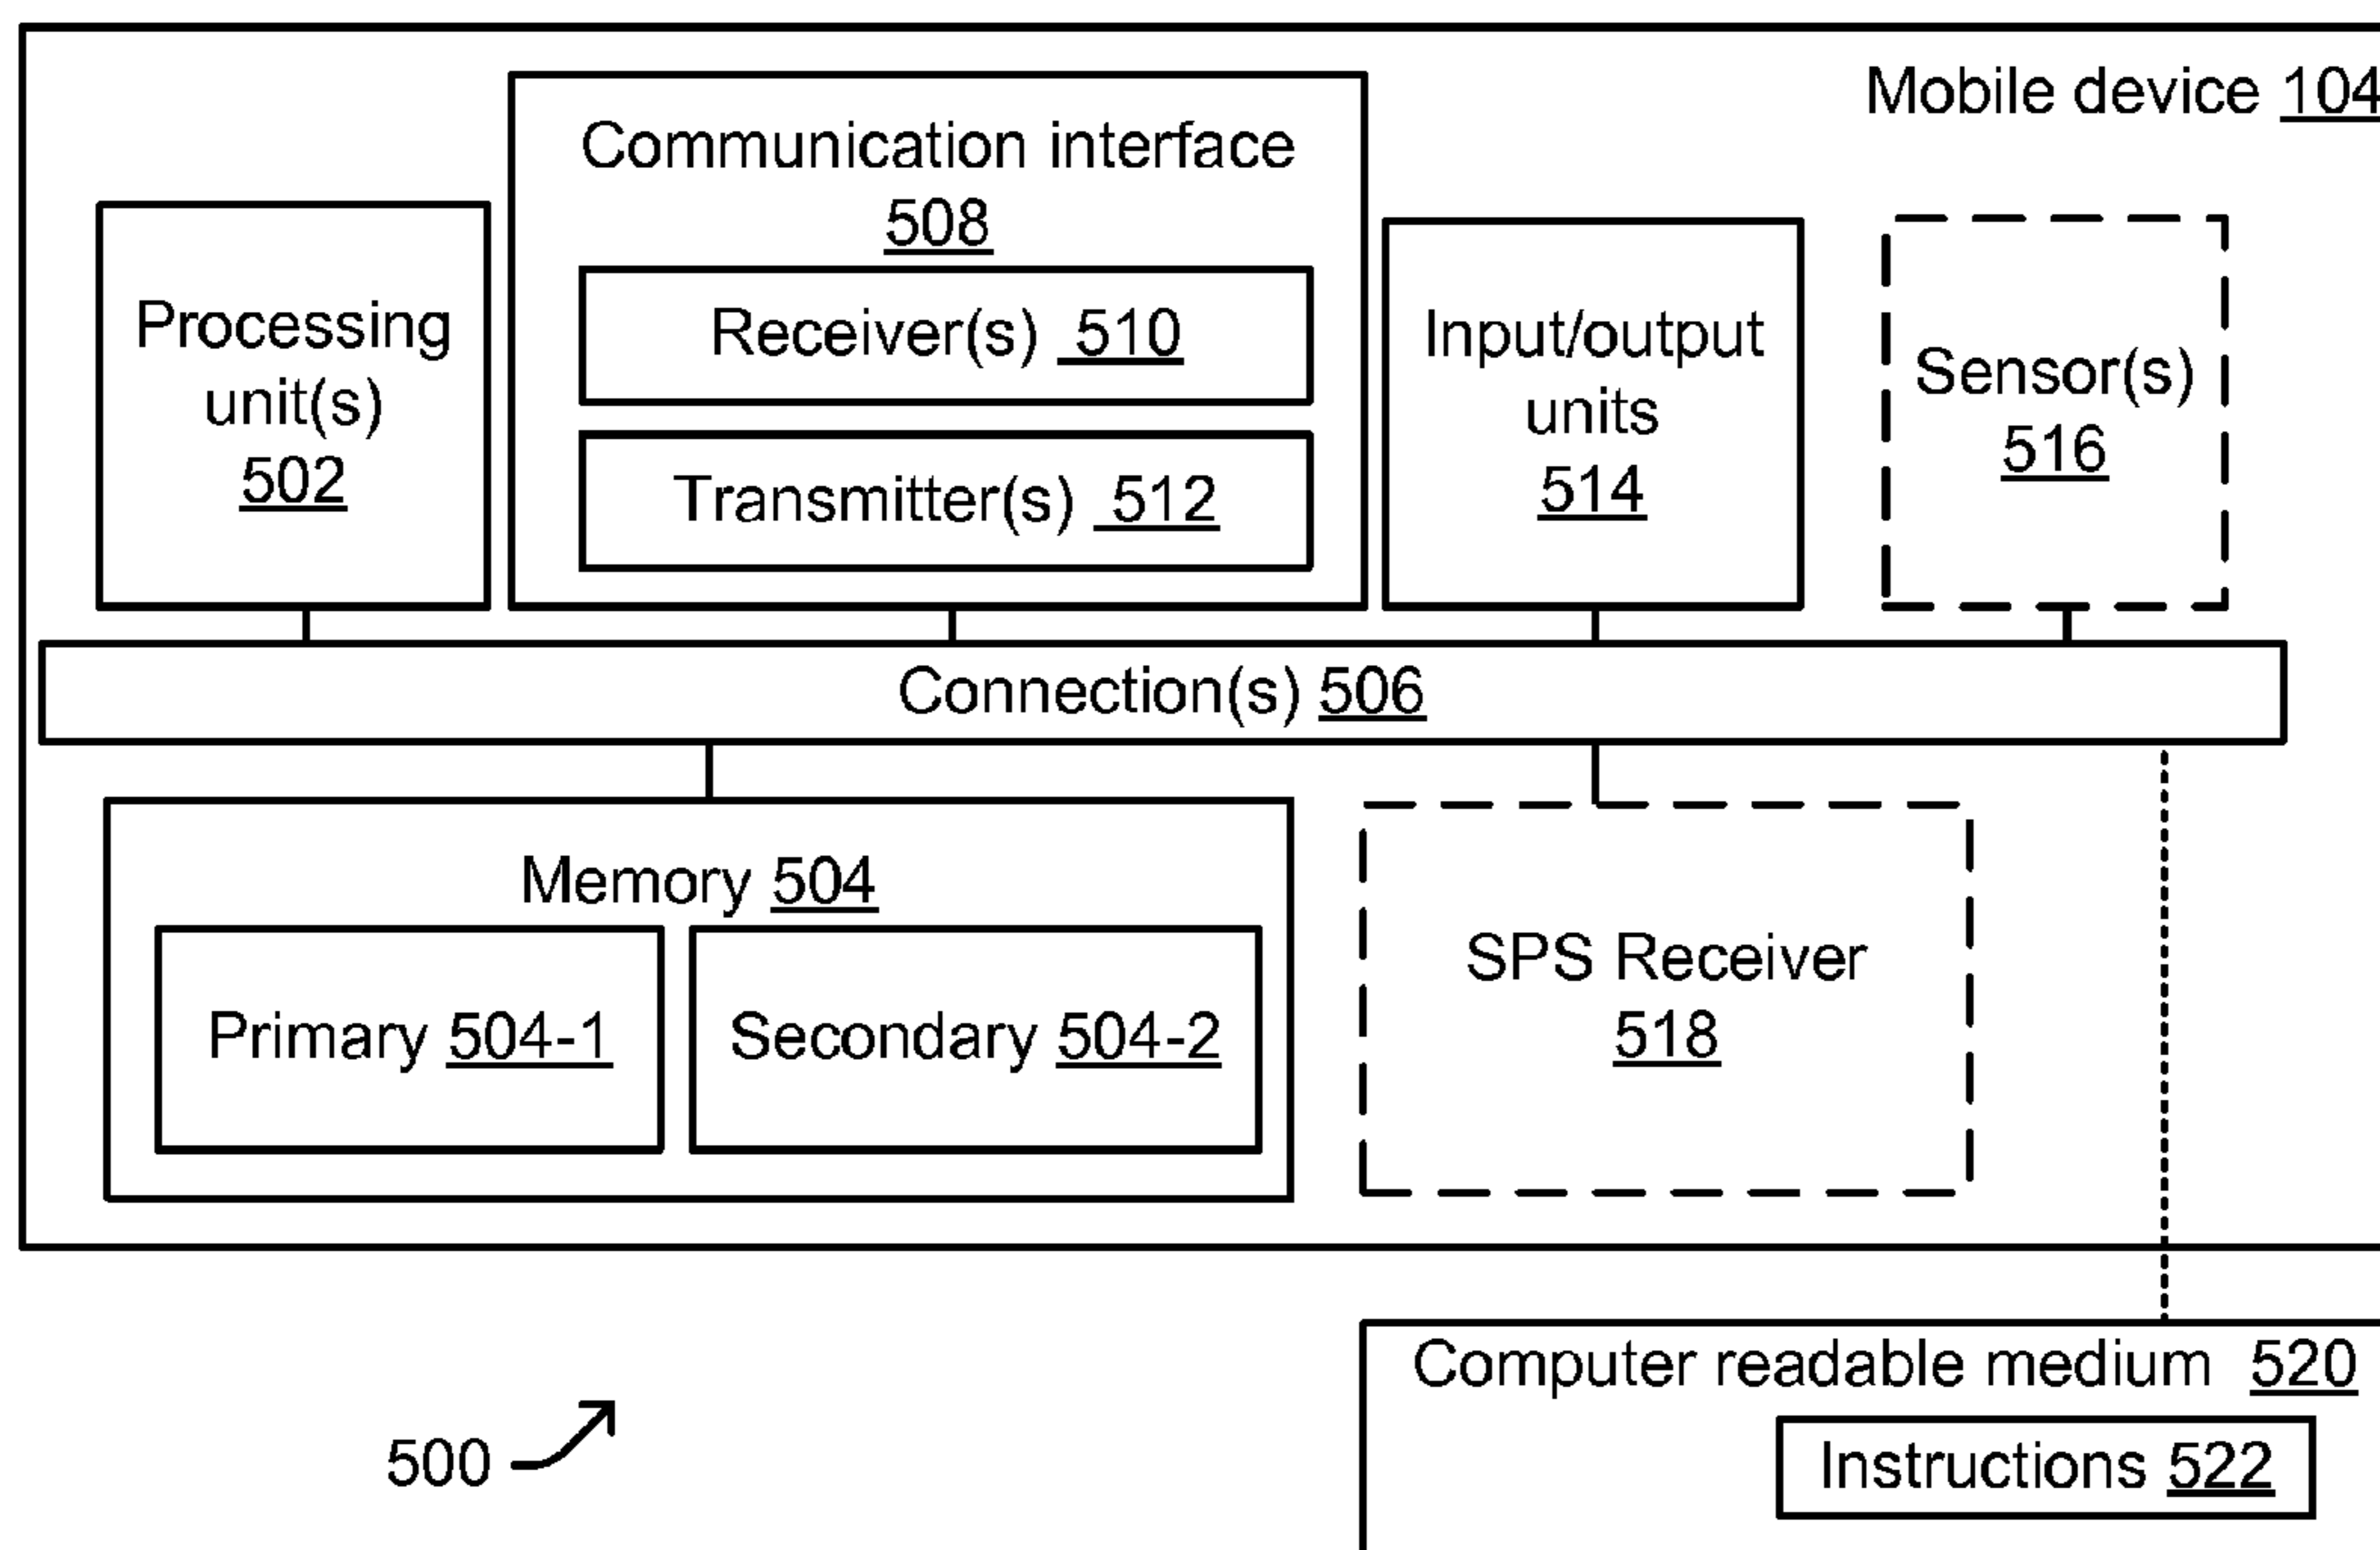 Mobile device 104
Communication interface
508
Processing
unit(s)
502
Receiver(s) 510
Transmitter(s) 512
Input/output
units
514
Sensor(s)
516
Connection(s) 506
Memory 504
Primary 504-1
Secondary 504-2
SPS Receiver
518
Computer readable medium 520
Instructions 522
500